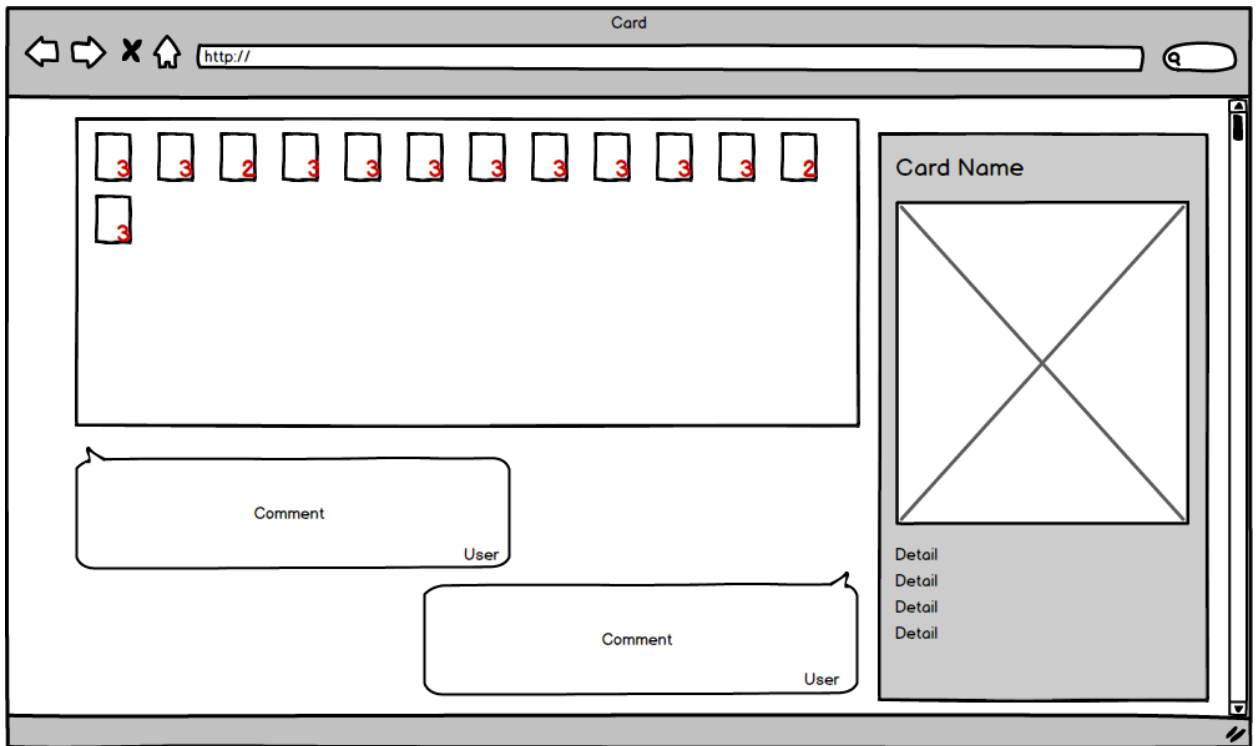 Card
http://
3 3 2 3 3 3 3 3 3 3 3 2
3
Comment
User
Comment
User
Card Name
Detail
Detail
Detail
Detail